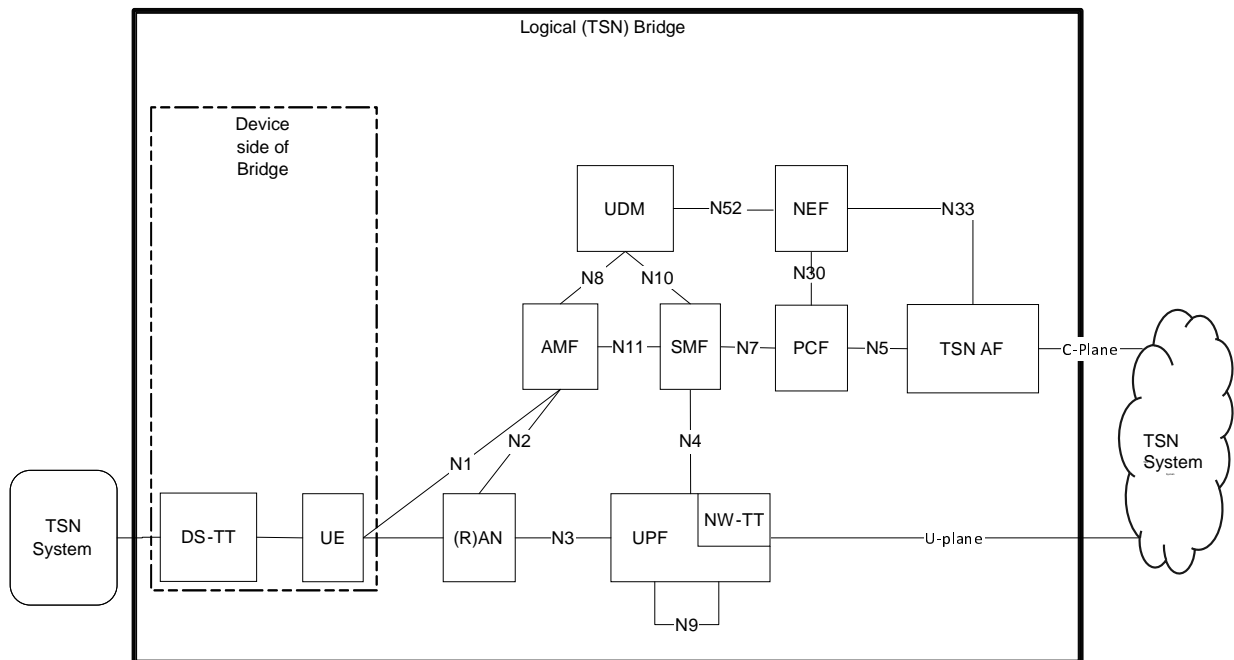 Logical (TSN) Bridge
Device
side of
Bridge
UDM
N52
NEF
N33
N8
N10
N30
AMF
N11
SMF
N7
PCF
N5
TSN AF
C-Plane
N1
N2
N4
TSN
System
TSN
System
DS-TT
UE
(R)AN
N3
UPF
NW-TT
U-plane
N9